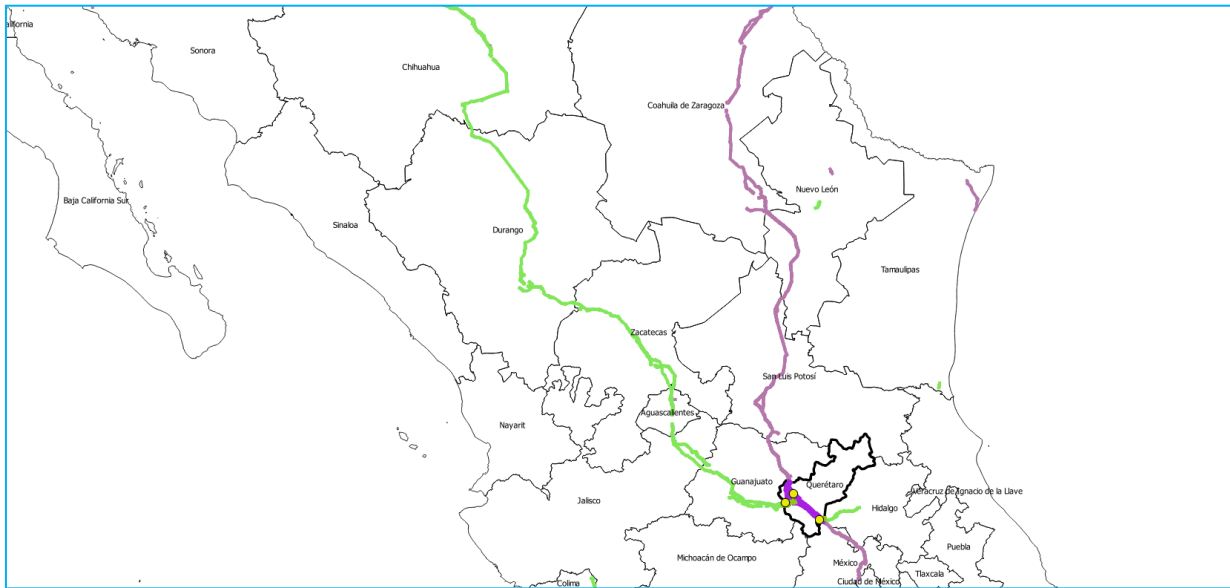 alifornia
Sonora
Chihuahua
Coahuila de Zaragoza
Nuevo León
Baja California Sur
Sinaloa
Durango
Tamaulipas
Zacatecas
San Luis Potosí
Aguascalientes
Nayarit
Guanajuato
Querétaro
Veracruz de Ignacio de la Llave
Jalisco
Hidalgo
Puebla
Michoacán de Ocampo
México
Tlaxcala
Colima
Ciudad de México